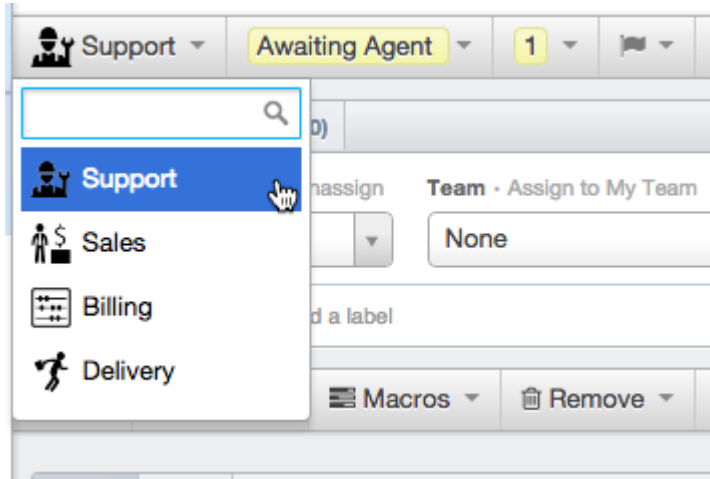 Support Awaiting Agent 1
0)
Support
nassign Team · Assign to My Team
Sales
None
Billing
d a label
Delivery
Macros Remove